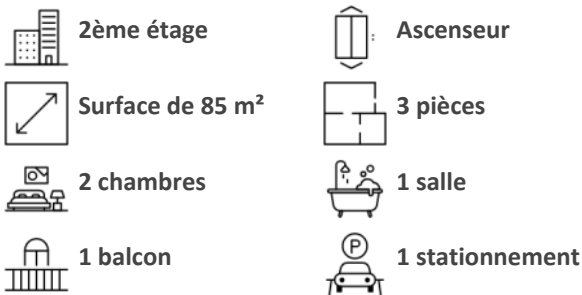 2ème étage
Ascenseur
Surface de 85 m²
3 pièces
2 chambres
1 salle
1 balcon
P
1 stationnement